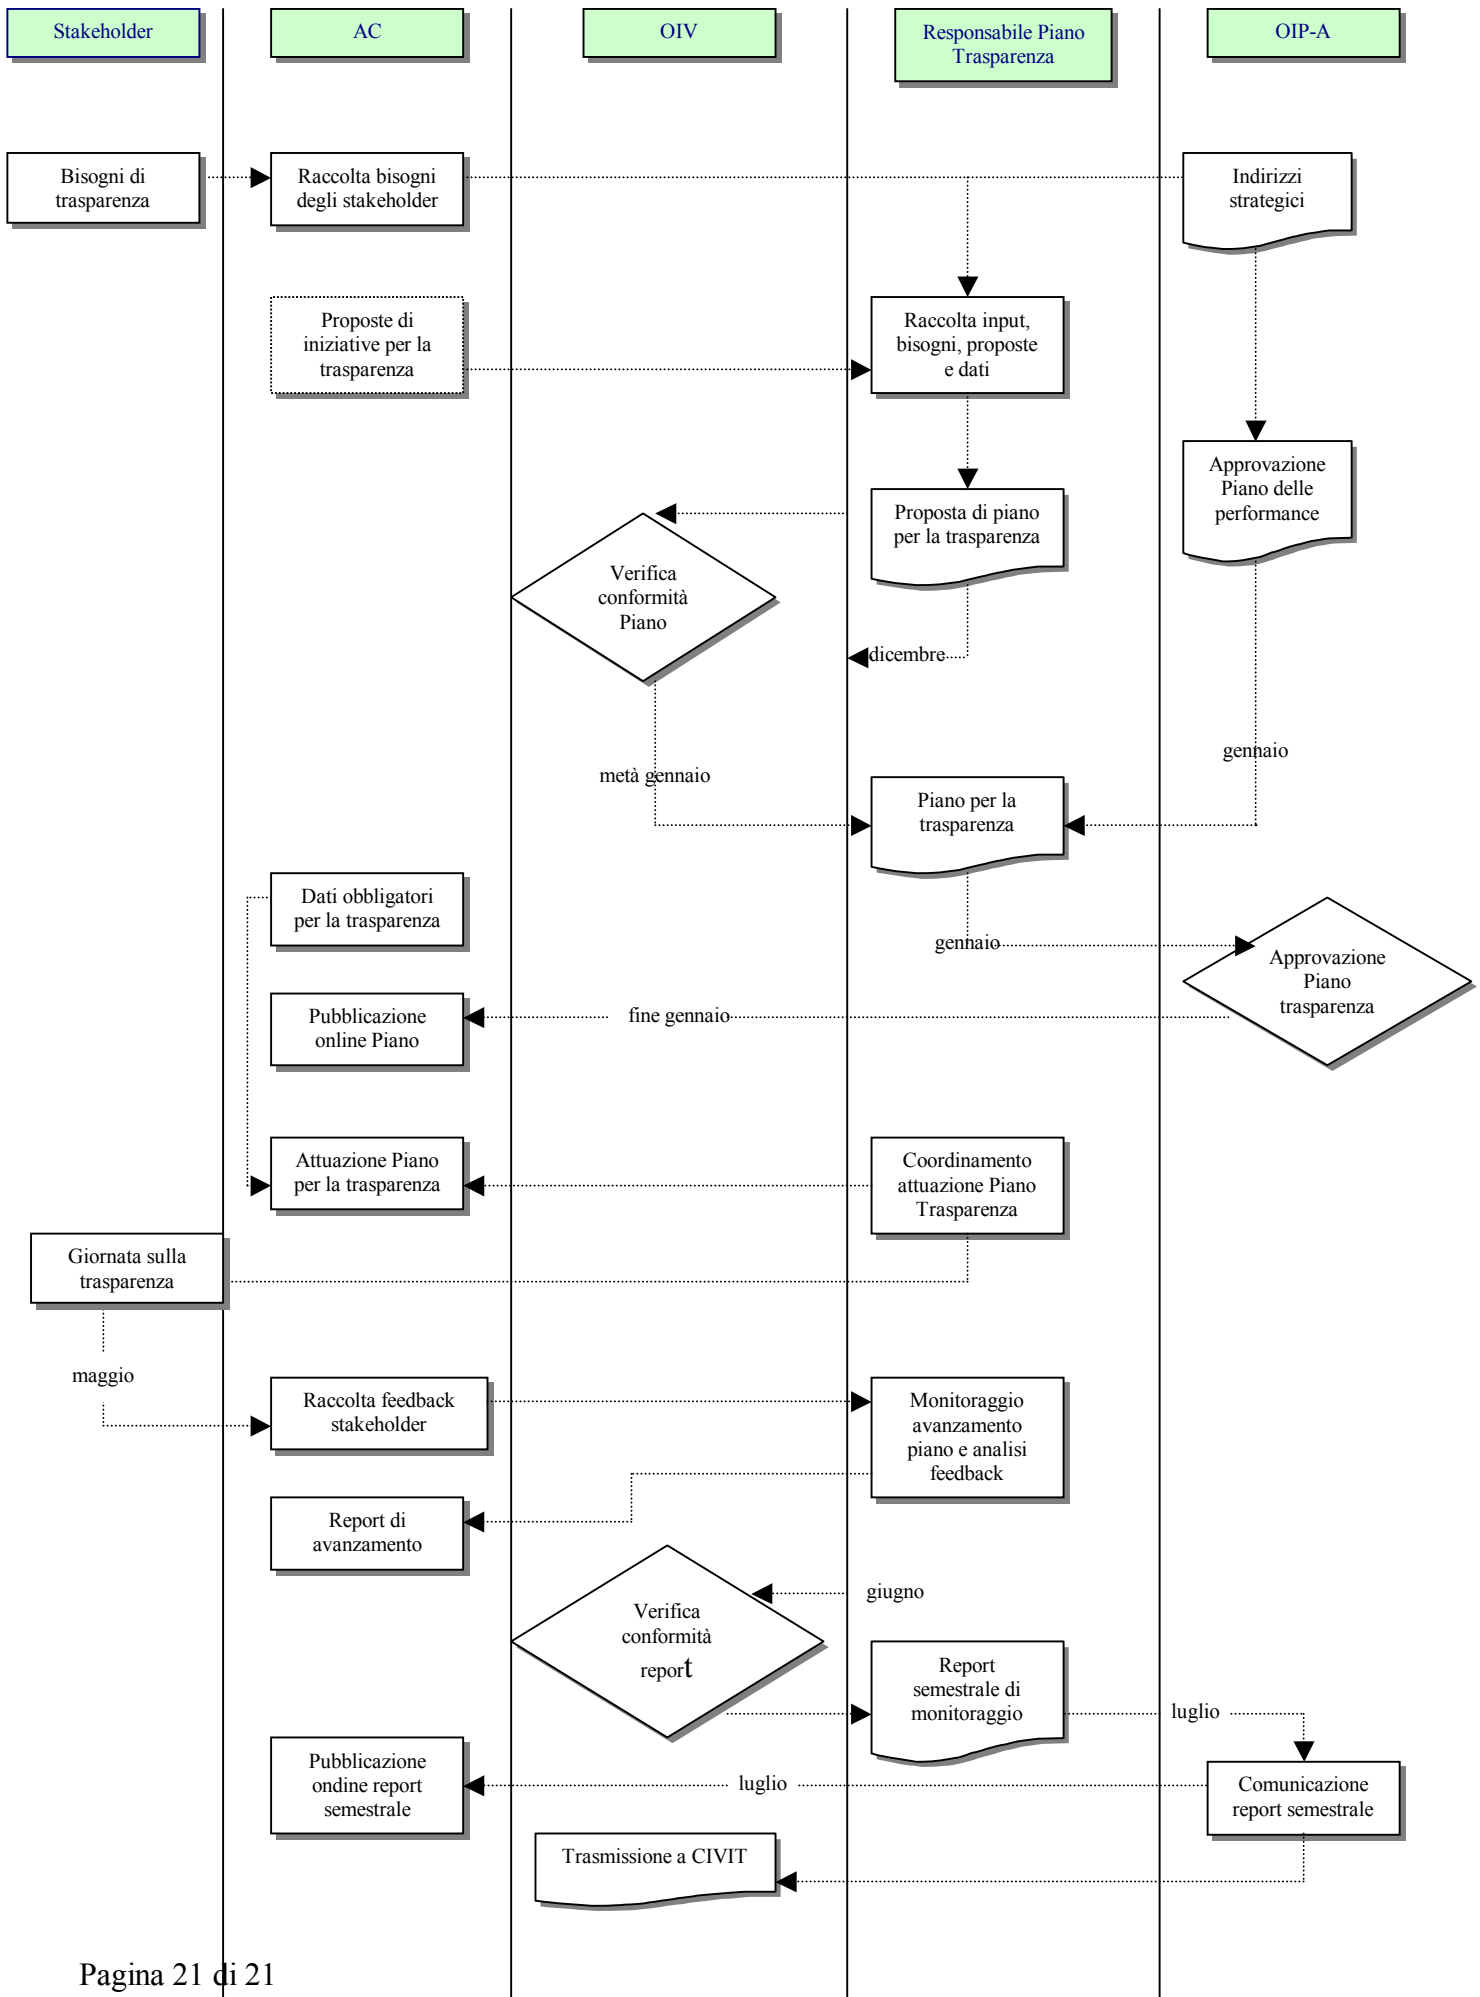 Stakeholder
AC
OIV
Responsabile Piano
Trasparenza
OIP-A
Bisogni di
trasparenza
Raccolta bisogni
degli stakeholder
Indirizzi
strategici
Proposte di
iniziative per la
trasparenza
Raccolta input,
bisogni, proposte
e dati
Approvazione
Piano delle
performance
Proposta di piano
per la trasparenza
Verifica
conformità
Piano
dicembre
gennaio
metà gennaio
Piano per la
trasparenza
Dati obbligatori
per la trasparenza
gennaio
Approvazione
Piano
trasparenza
Pubblicazione
online Piano
fine gennaio
Attuazione Piano
per la trasparenza
Coordinamento
attuazione Piano
Trasparenza
Giornata sulla
trasparenza
maggio
Raccolta feedback
stakeholder
Monitoraggio
avanzamento
piano e analisi
feedback
Report di
avanzamento
giugno
Verifica
conformità
report
Report
semestrale di
monitoraggio
luglio
Pubblicazione
ondine report
semestrale
luglio
Comunicazione
report semestrale
Trasmissione a CIVIT
Pagina 21 di 21